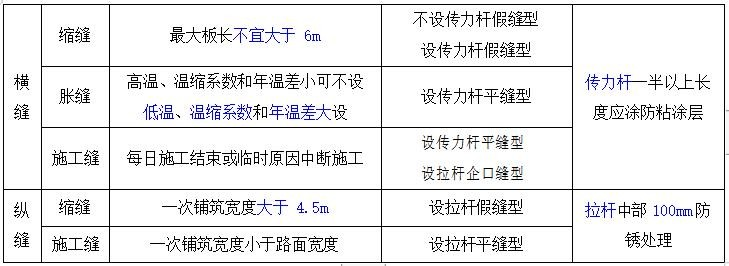 横缝
缩缝
最大板长不宜大于 6m
不设传力杆假缝型
设传力杆假缝型
传力杆一半以上长
度应涂防粘涂层
胀缝
高温、温缩系数和年温差小可不设
低温、温缩系数和年温差大设
设传力杆平缝型
施工缝
每日施工结束或临时原因中断施工
设传力杆平缝型
设拉杆企口缝型
纵缝
缩缝
一次铺筑宽度大于 4.5m
设拉杆假缝型
拉杆中部 100mm 防
锈处理
施工缝
一次铺筑宽度小于路面宽度
设拉杆平缝型